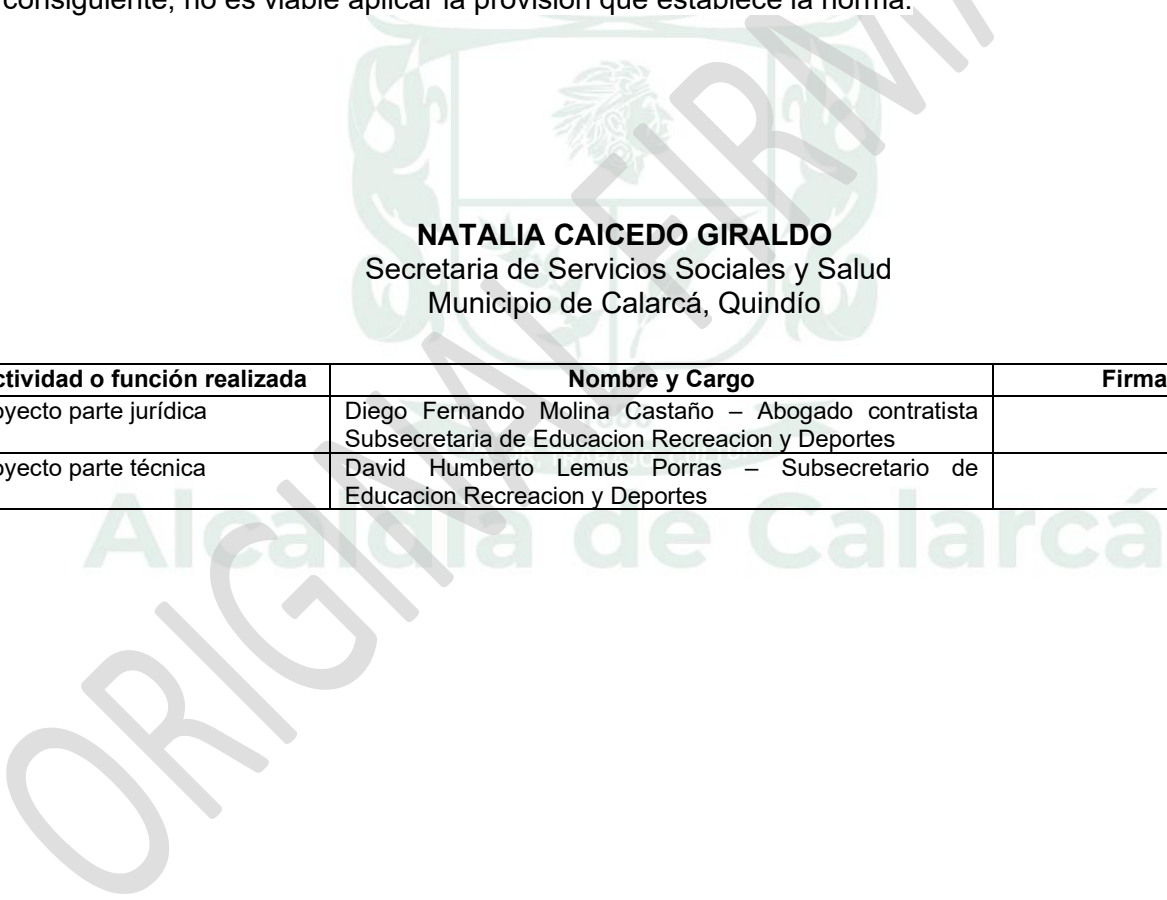 consiguiente, no es viable aplicar la provisión que establece la norma.
NATALIA CAICEDO GIRALDO
Secretaria de Servicios Sociales y Salud
Municipio de Calarcá, Quindío
ctividad o función realizada Nombre y Cargo Firma
oyecto parte jurídica Diego Fernando Molina Castaño – Abogado contratista
Subsecretaria de Educacion Recreacion y Deportes
oyecto parte técnica David Humberto Lemus Porras – Subsecretario de
Educacion Recreacion y Deportes
Alcaldía de Calarcá
ORIGINAL FIRMA